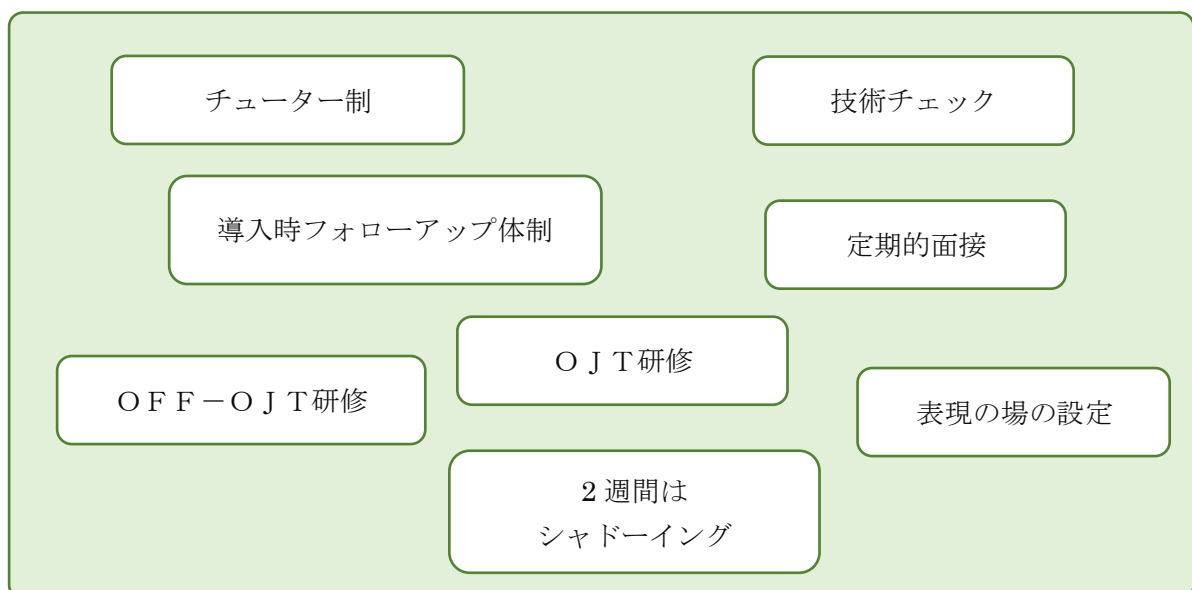 チューター制
技術チェック
導入時フォローアップ体制
定期的面接
ＯＪＴ研修
ＯＦＦ－ＯＪＴ研修
表現の場の設定
2 週間は
シャドーイング